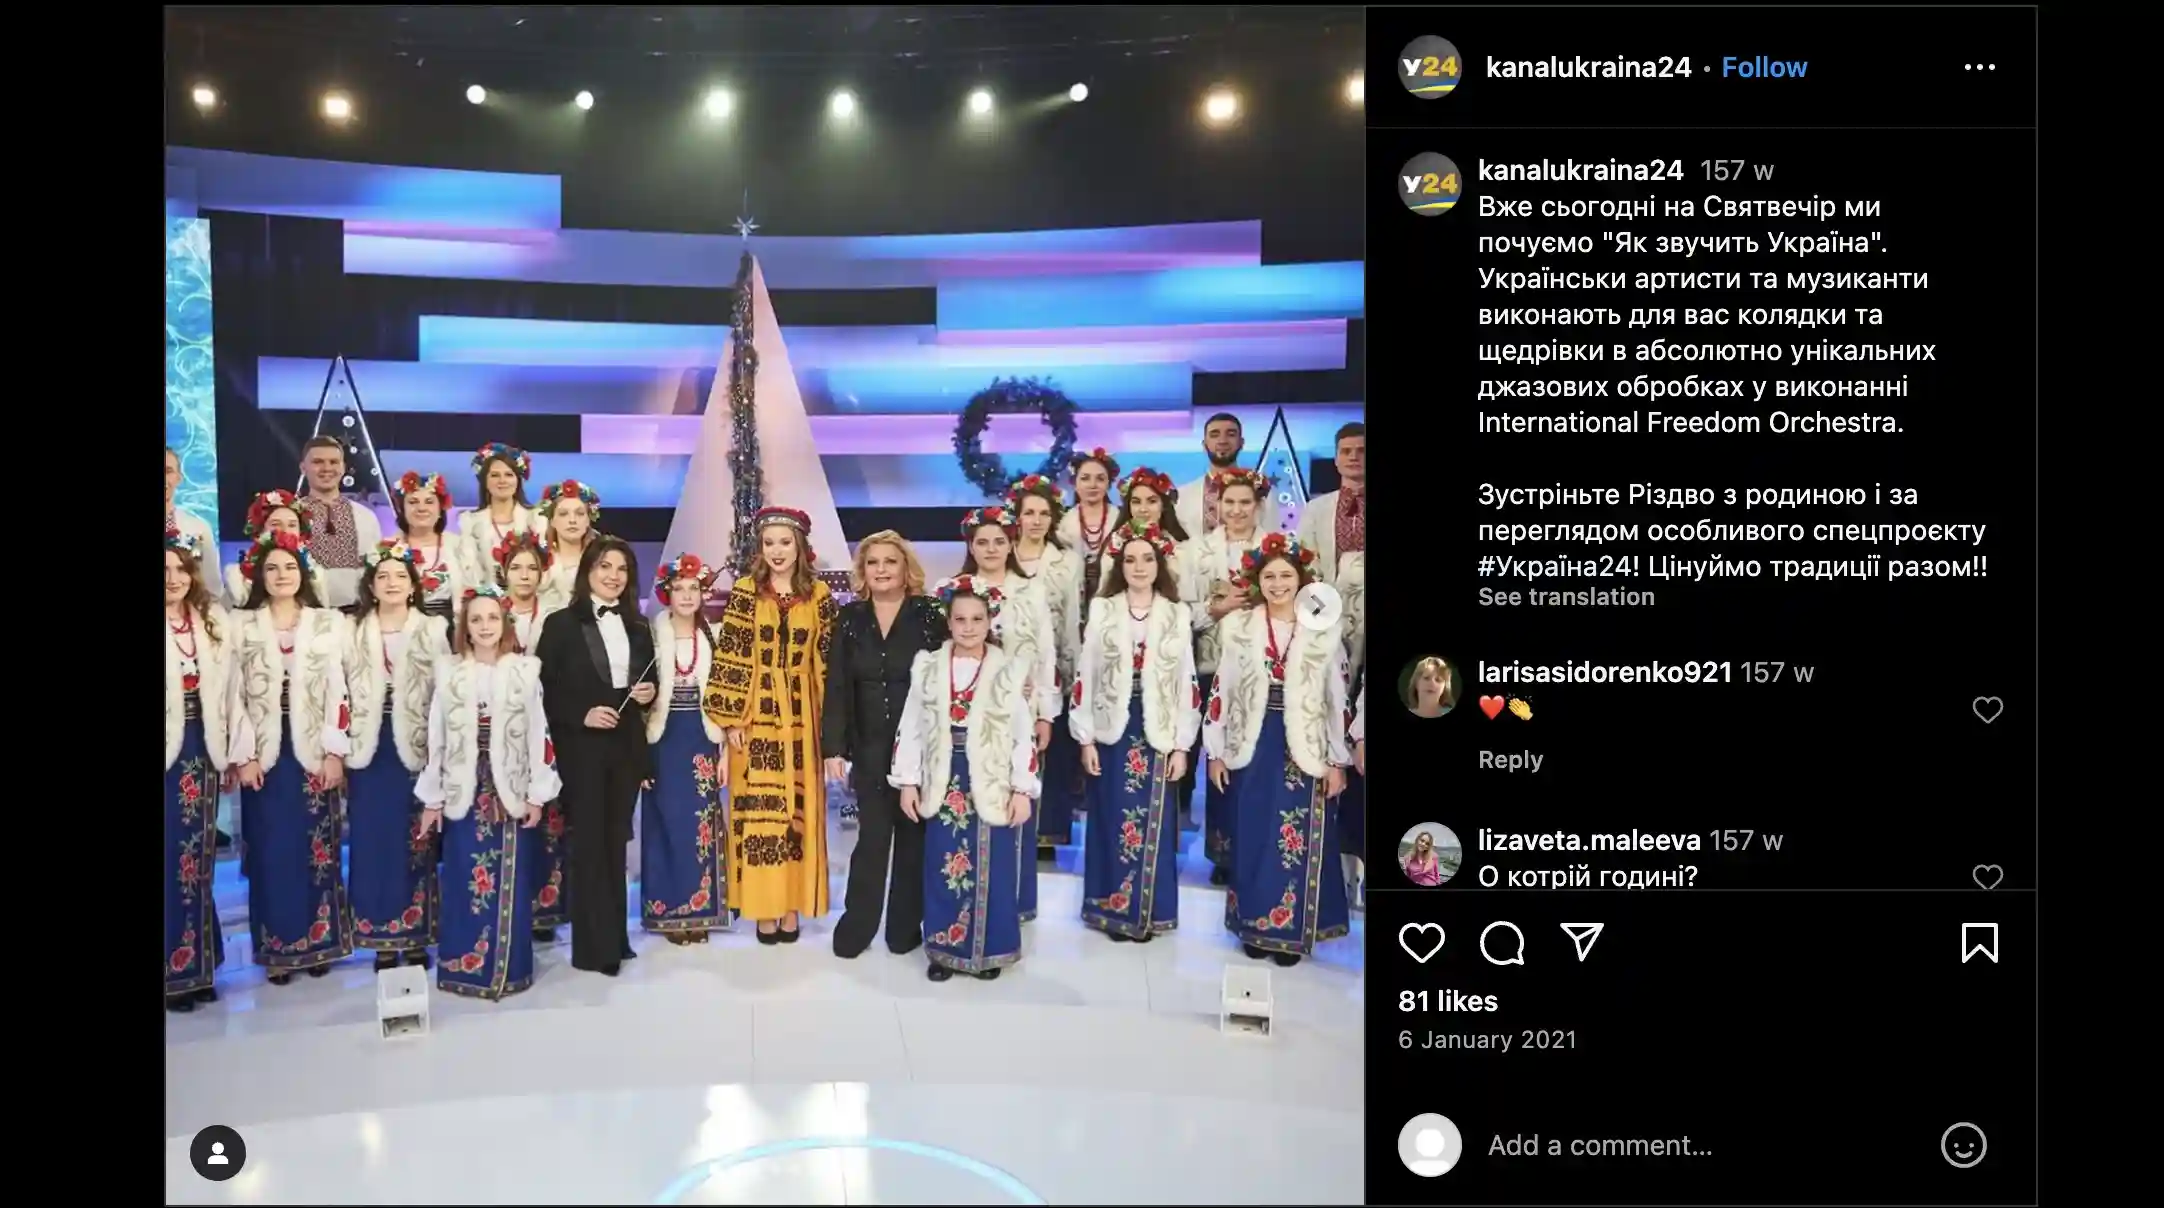 У24
kanalukraina24 • Follow
У24
kanalukraina24 157 w
Вже сьогодні на Святвечір ми
почуємо "Як звучить Україна".
Українськи артисти та музиканти
виконають для вас колядки та
щедрівки в абсолютно унікальних
джазових обробках у виконанні
International Freedom Orchestra.
Зустріньте Різдво з родиною і за
переглядом особливого спецпроєкту
#Україна24! Цінуймо традиції разом!!
See translation
larisasidorenko921 157 w
❤️👏
Reply
lizaveta.maleeva 157 w
О котрій годині?
81 likes
6 January 2021
Add a comment...